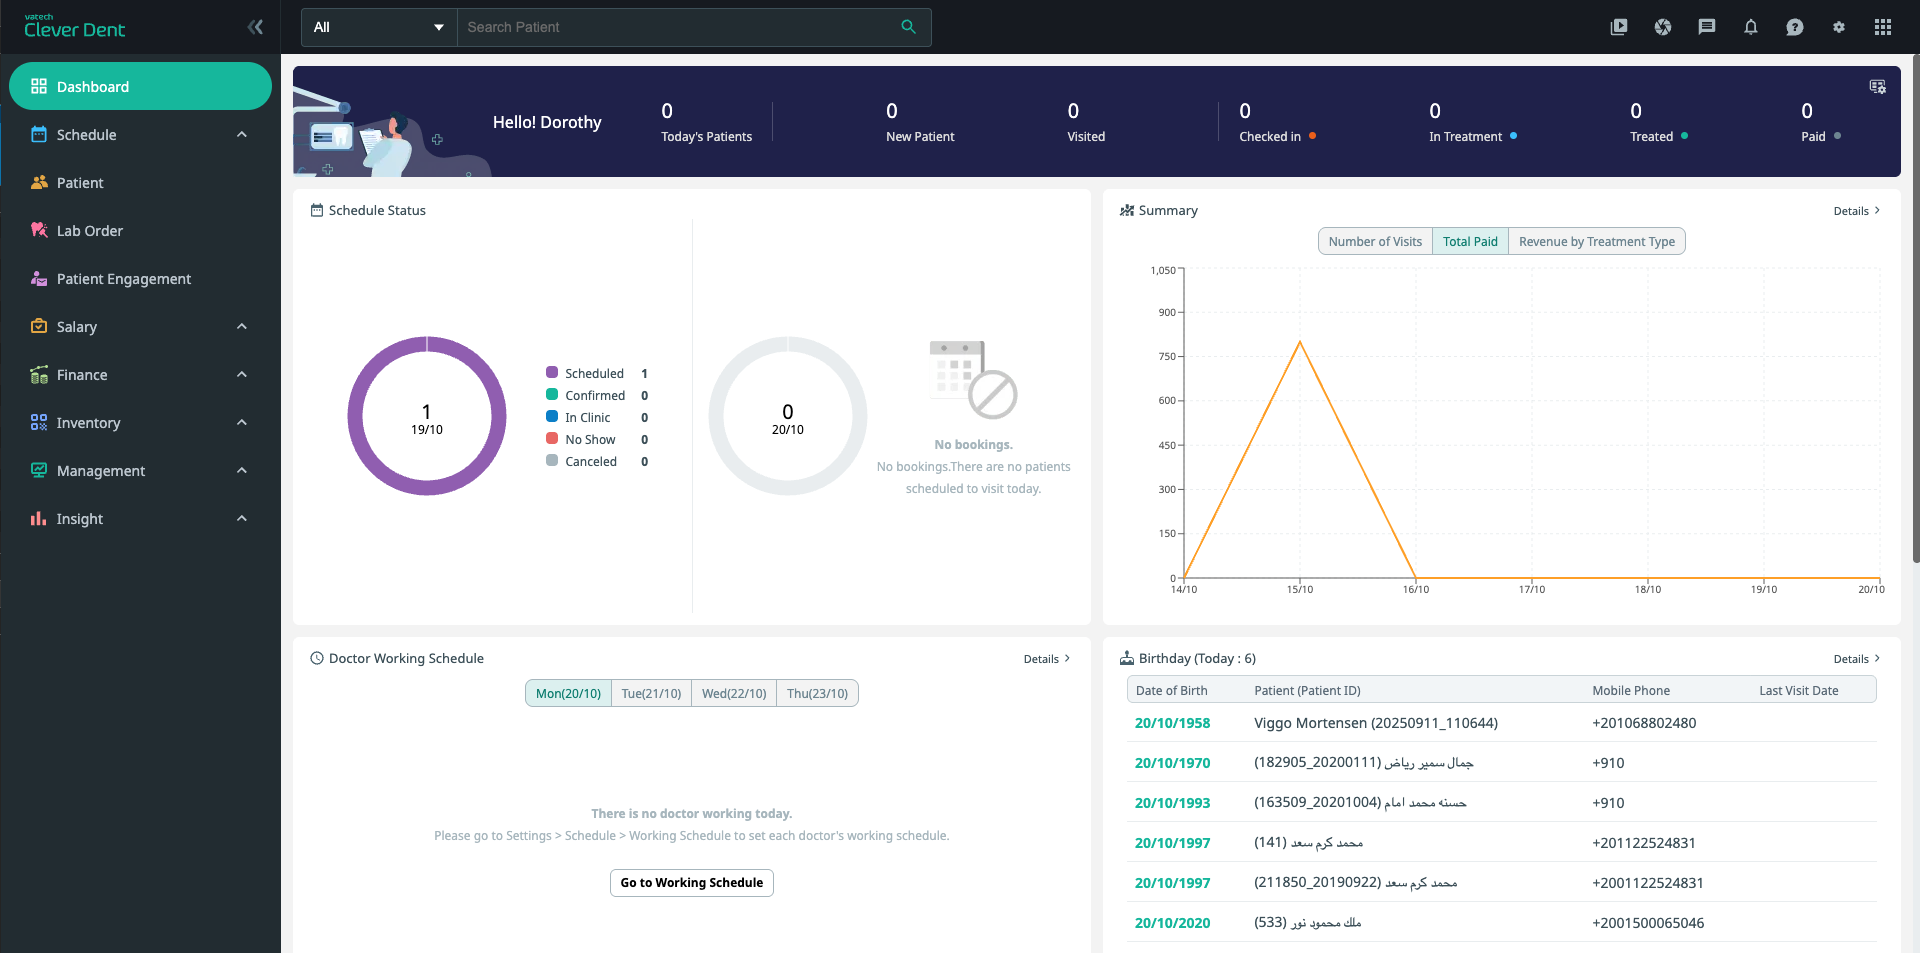 vatech
Clever Dent
All
Search Patient
Dashboard
Schedule
Patient
Lab Order
Patient Engagement
Salary
Finance
Inventory
Management
Insight
Hello! Dorothy
0
Today's Patients
0
New Patient
0
Visited
0
Checked in
0
In Treatment
0
Treated
0
Paid
Schedule Status
1
19/10
Scheduled 1
Confirmed 0
In Clinic 0
No Show 0
Canceled 0
0
20/10
No bookings.
No bookings.There are no patients
scheduled to visit today.
Summary
Details
Number of Visits
Total Paid
Revenue by Treatment Type
1,050
900
750
600
450
300
150
0
14/10 15/10 16/10 17/10 18/10 19/10 20/10
Doctor Working Schedule
Details
Mon(20/10) Tue(21/10) Wed(22/10) Thu(23/10)
There is no doctor working today.
Please go to Settings > Schedule > Working Schedule to set each doctor's working schedule.
Go to Working Schedule
Birthday (Today : 6)
Details
Date of Birth Patient (Patient ID) Mobile Phone Last Visit Date
20/10/1958 Viggo Mortensen (20250911_110644) +201068802480
20/10/1970 جمال سمير رياض (20200111_182905) +910
20/10/1993 حسنه محمد امام (20201004_163509) +910
20/10/1997 محمد كرم سعد (141) +201122524831
20/10/1997 محمد كرم سعد (20190922_211850) +2001122524831
20/10/2020 ملك محمود نور (533) +2001500065046